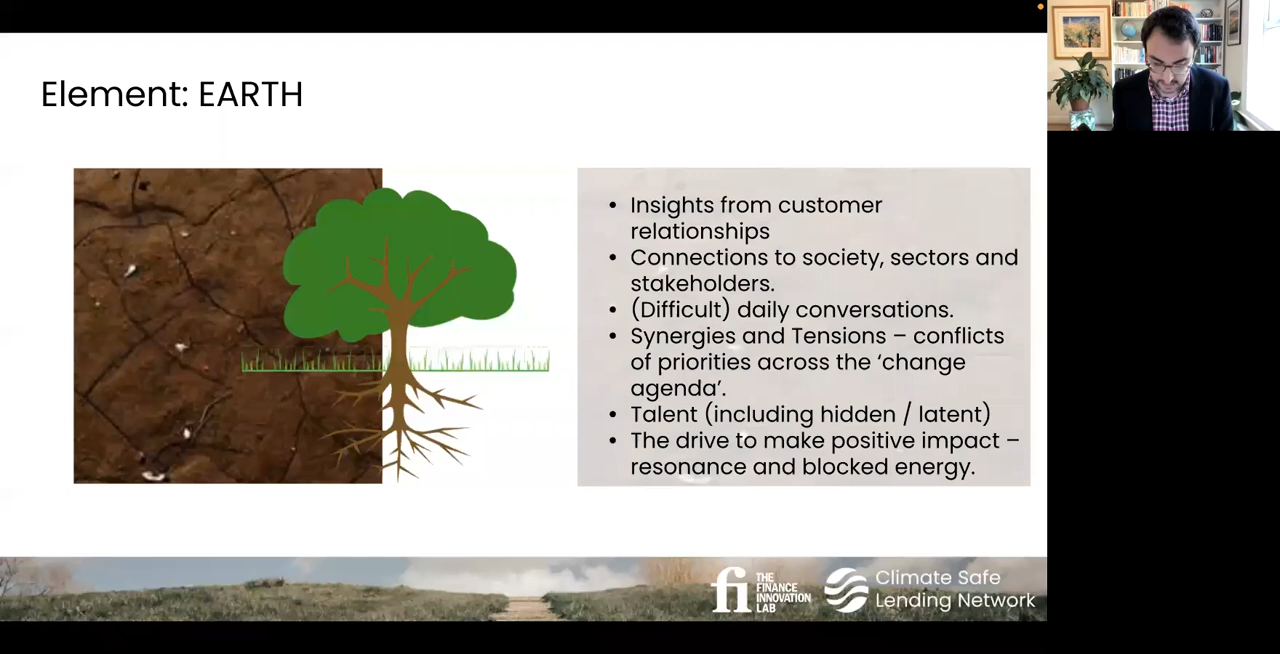 Element: EARTH
• Insights from customer
relationships
• Connections to society, sectors and
stakeholders.
• (Difficult) daily conversations.
• Synergies and Tensions – conflicts
of priorities across the ‘change
agenda’.
• Talent (including hidden / latent)
• The drive to make positive impact –
resonance and blocked energy.
fi THE
FINANCE
INNOVATION
LAB
Climate Safe
Lending Network